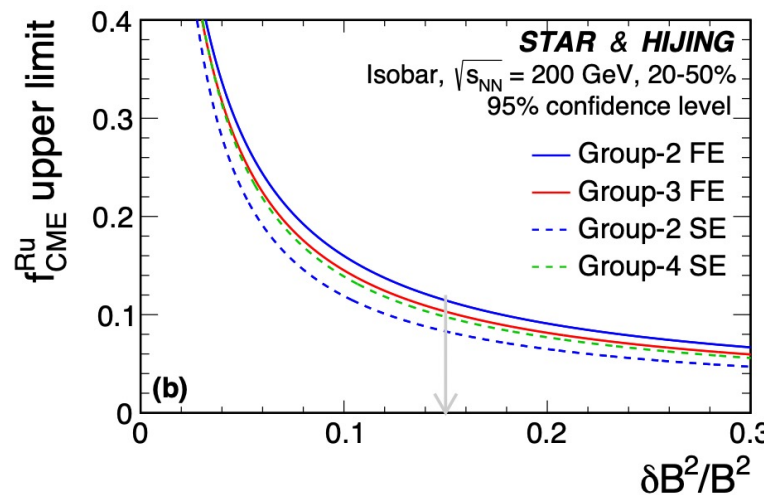 STAR & HIJING
Isobar, √sNN = 200 GeV, 20-50%
95% confidence level
Group-2 FE
Group-3 FE
Group-2 SE
Group-4 SE
(b)
f^Ru_CME upper limit
0.4
0.3
0.2
0.1
0
0
0.1
0.2
0.3
δB²/B²